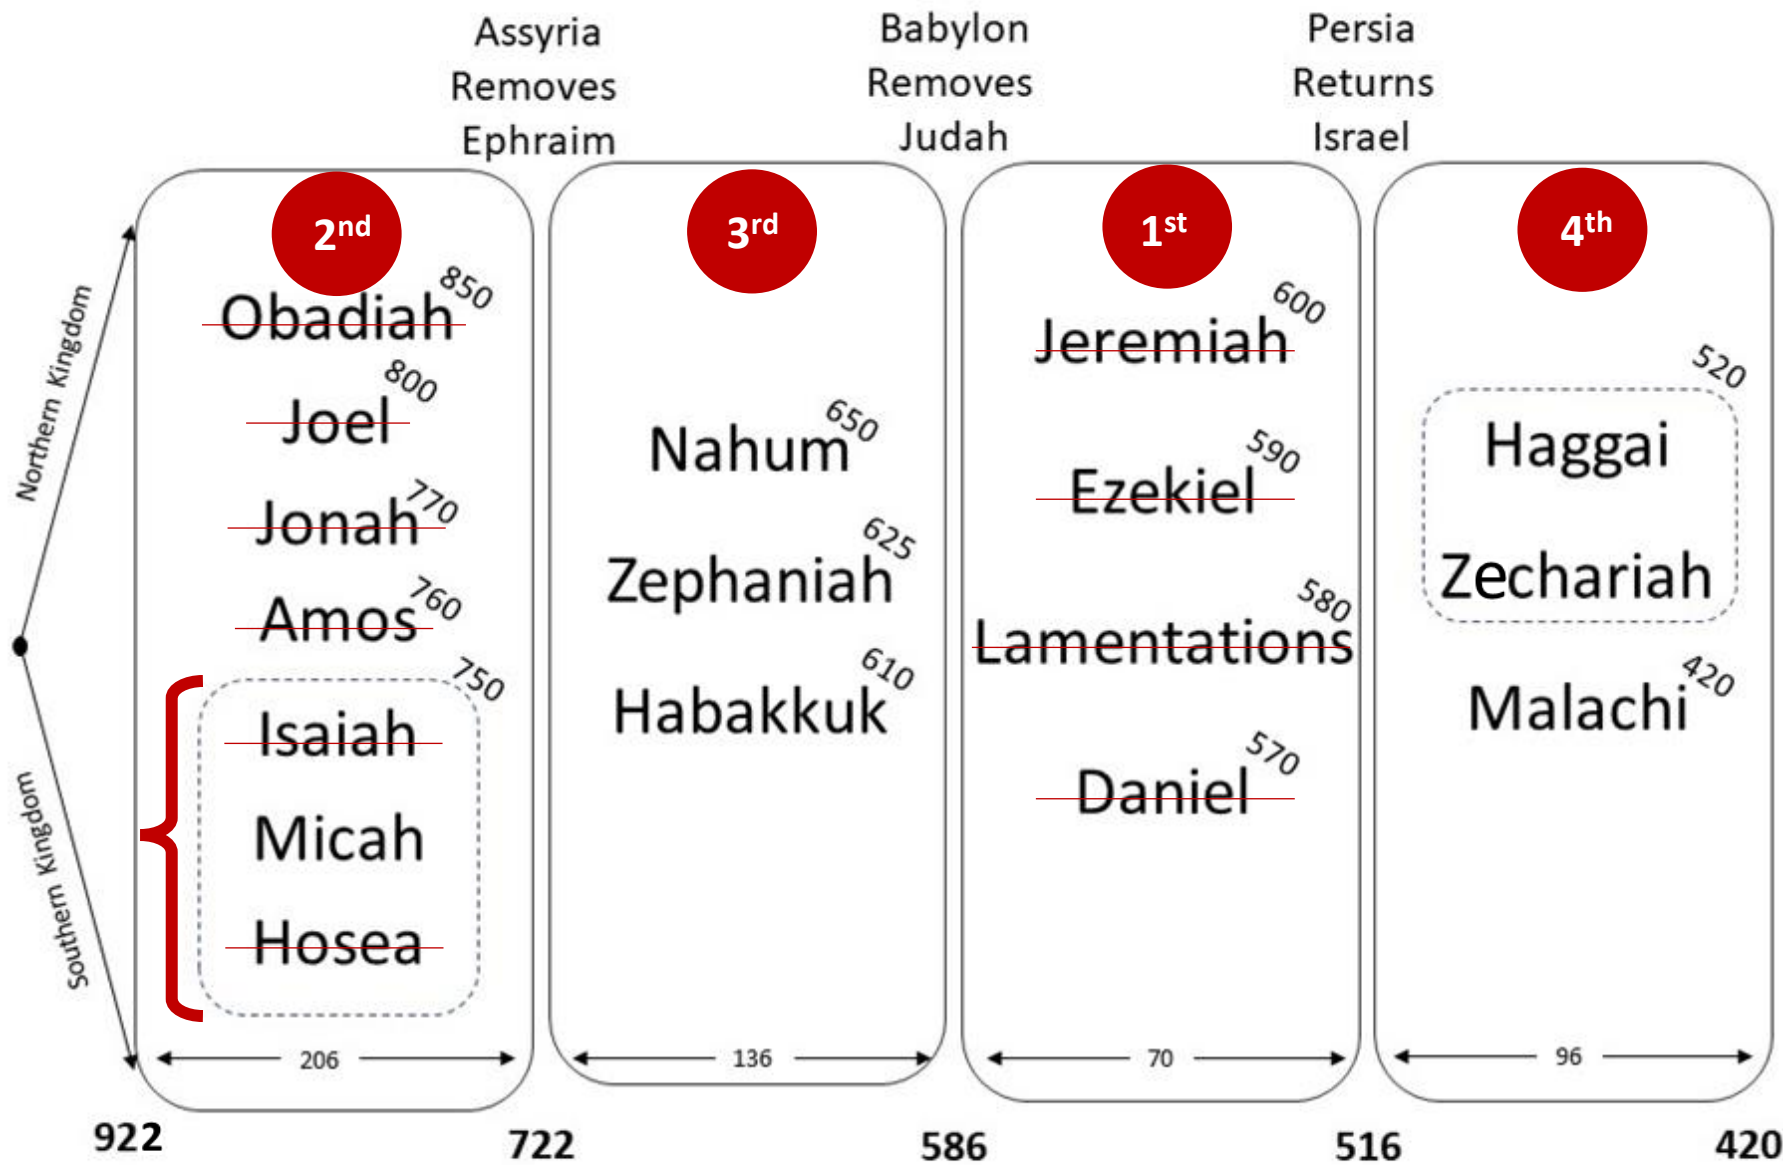 Assyria
Removes
Ephraim
Babylon
Removes
Judah
Persia
Returns
Israel
Northern Kingdom
Southern Kingdom
2nd
Obadiah 850
Joel 800
Jonah 770
Amos 760
750
Isaiah
Micah
Hosea
206
3rd
Nahum 650
Zephaniah 625
Habakkuk 610
136
1st
Jeremiah 600
Ezekiel 590
Lamentations 580
Daniel 570
70
4th
520
Haggai
Zechariah
Malachi 420
96
922
722
586
516
420